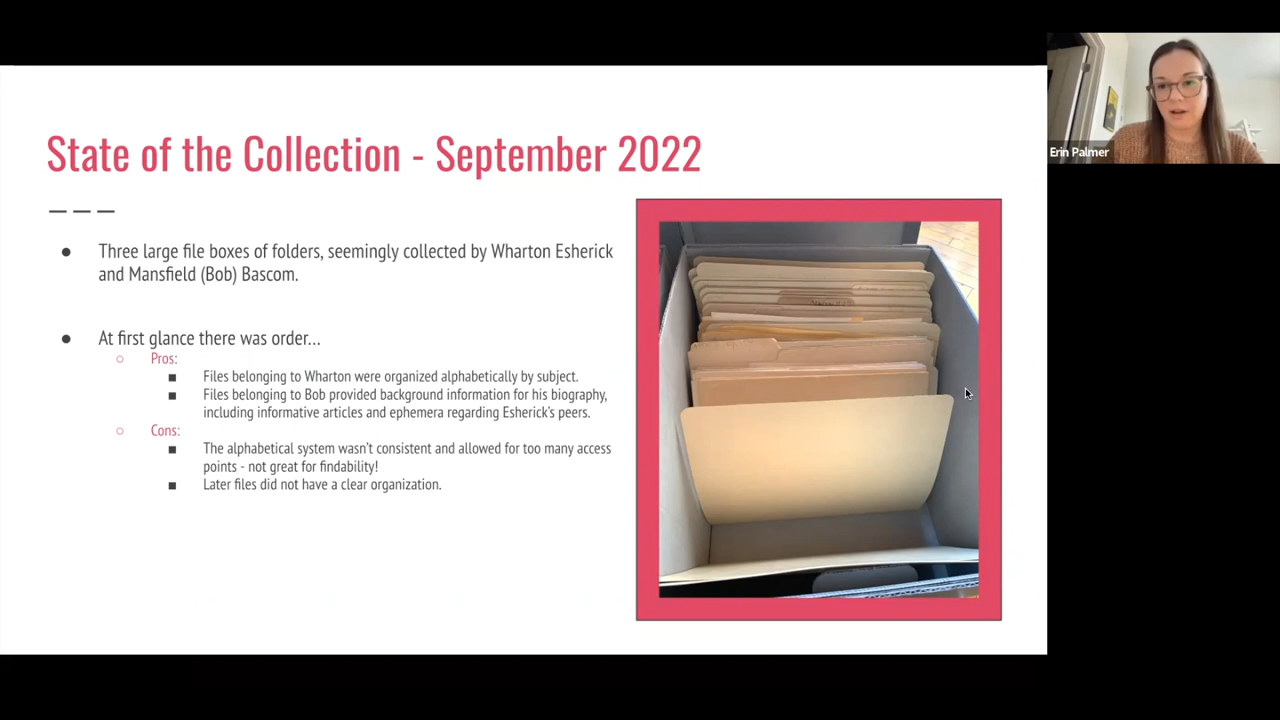 State of the Collection - September 2022
● Three large file boxes of folders, seemingly collected by Wharton Esherick
and Mansfield (Bob) Bascom.
● At first glance there was order...
○ Pros:
■ Files belonging to Wharton were organized alphabetically by subject.
■ Files belonging to Bob provided background information for his biography,
including informative articles and ephemera regarding Esherick's peers.
○ Cons:
■ The alphabetical system wasn't consistent and allowed for too many access
points - not great for findability!
■ Later files did not have a clear organization.
Erin Palmer